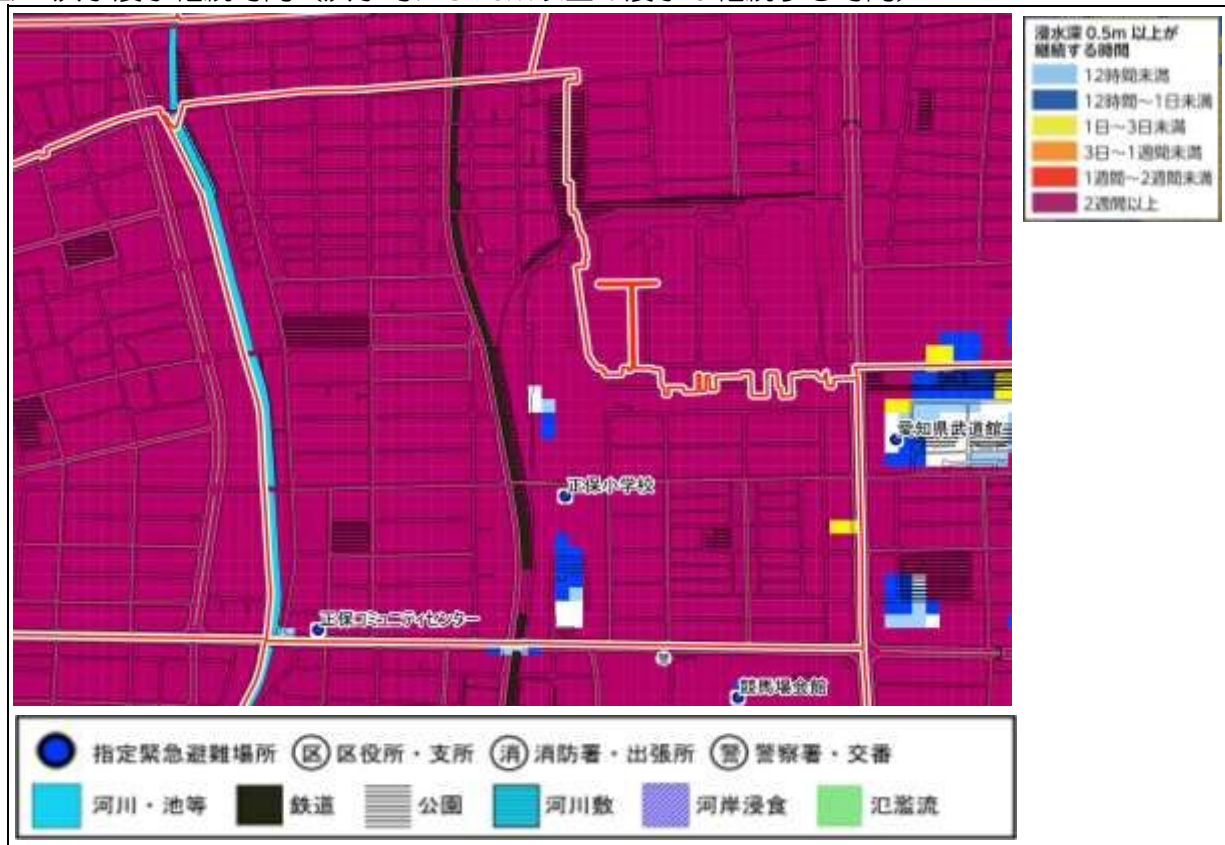 浸水深 0.5m 以上が
継続する時間
12時間未満
12時間～1日未満
1日～3日未満
3日～1週間未満
1週間～2週間未満
2週間以上
愛知県武道館
正保小学校
正保コミュニティセンター
警
競馬場会館
指定緊急避難場所 区 区役所・支所 消 消防署・出張所 警 警察署・交番
河川・池等 鉄道 公園 河川敷 河岸浸食 氾濫流